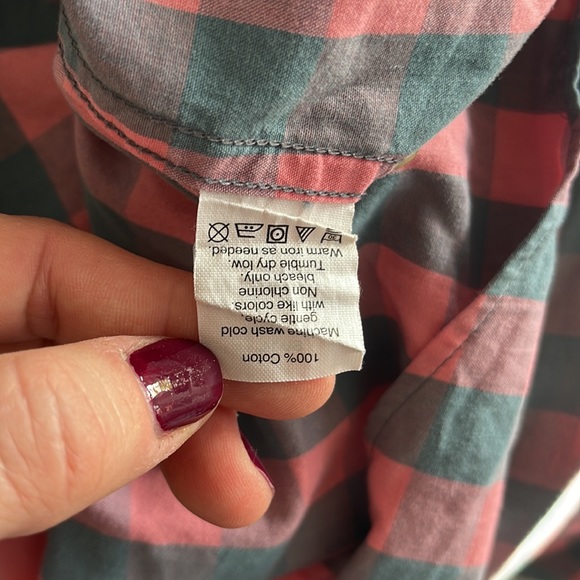 100% Coton
Machine wash cold
gentle cycle.
with like colors.
Non chlorine
bleach only.
Tumble dry low.
Warm iron as needed.